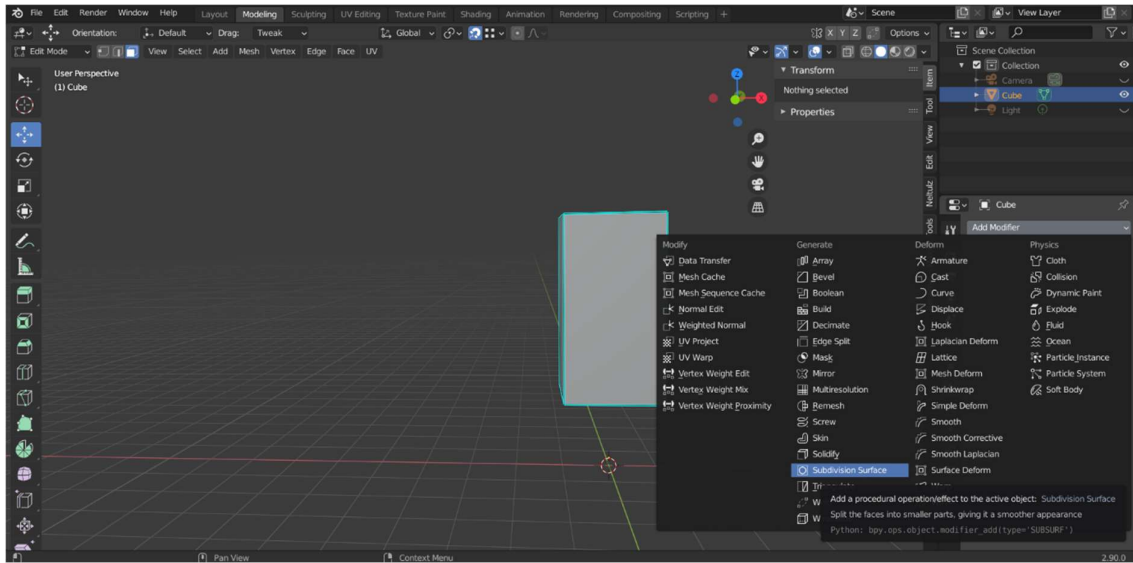 File Edit Render Window Help Layout Modeling Sculpting UV Editing Texture Paint Shading Animation Rendering Compositing Scripting + Scene View Layer
Orientation: Default Drag: Tweak Global X Y Z Options
Edit Mode View Select Add Mesh Vertex Edge Face UV
User Perspective
(1) Cube
Z
X
Transform
Nothing selected
Properties
Item
Tool
View
Edit
Neltulz
Tools
Scene Collection
Collection
Camera
Cube
Light
Cube
Add Modifier
Modify
Data Transfer
Mesh Cache
Mesh Sequence Cache
Normal Edit
Weighted Normal
UV Project
UV Warp
Vertex Weight Edit
Vertex Weight Mix
Vertex Weight Proximity
Generate
Array
Bevel
Boolean
Build
Decimate
Edge Split
Mask
Mirror
Multiresolution
Remesh
Screw
Skin
Solidify
Subdivision Surface
W
W
Deform
Armature
Cast
Curve
Displace
Hook
Laplacian Deform
Lattice
Mesh Deform
Shrinkwrap
Simple Deform
Smooth
Smooth Corrective
Smooth Laplacian
Surface Deform
Physics
Cloth
Collision
Dynamic Paint
Explode
Fluid
Ocean
Particle Instance
Particle System
Soft Body
Add a procedural operation/effect to the active object: Subdivision Surface
Split the faces into smaller parts, giving it a smoother appearance
Python: bpy.ops.object.modifier_add(type='SUBSURF')
Pan View Context Menu 2.90.0